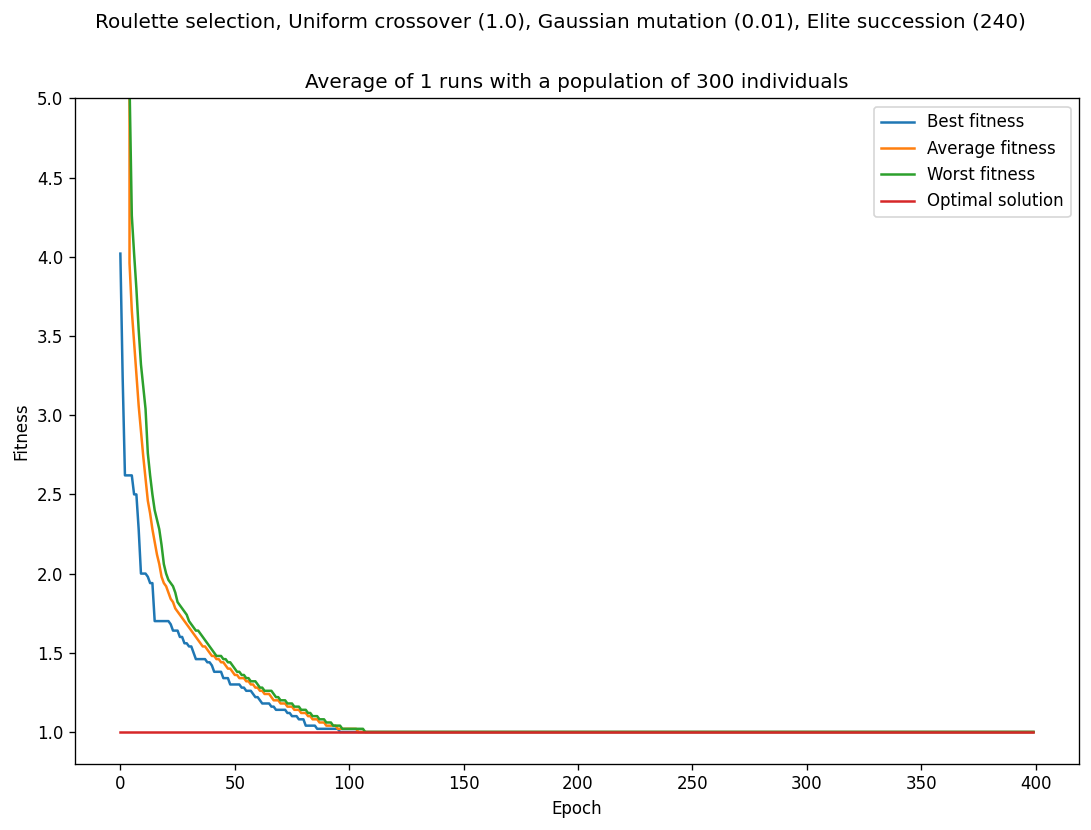 Roulette selection, Uniform crossover (1.0), Gaussian mutation (0.01), Elite succession (240)
Average of 1 runs with a population of 300 individuals
Best fitness
Average fitness
Worst fitness
Optimal solution
Fitness
5.0
4.5
4.0
3.5
3.0
2.5
2.0
1.5
1.0
0 50 100 150 200 250 300 350 400
Epoch